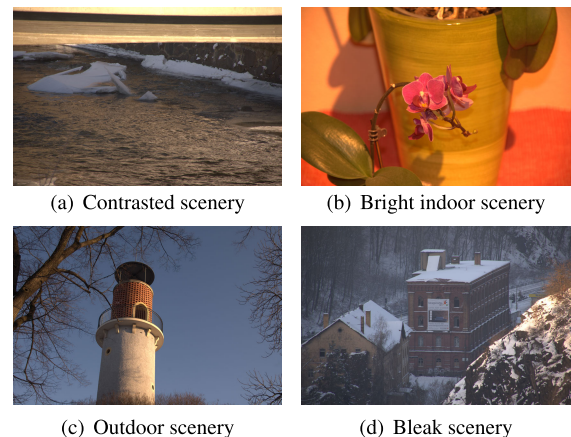 (a) Contrasted scenery
(b) Bright indoor scenery
(c) Outdoor scenery
(d) Bleak scenery